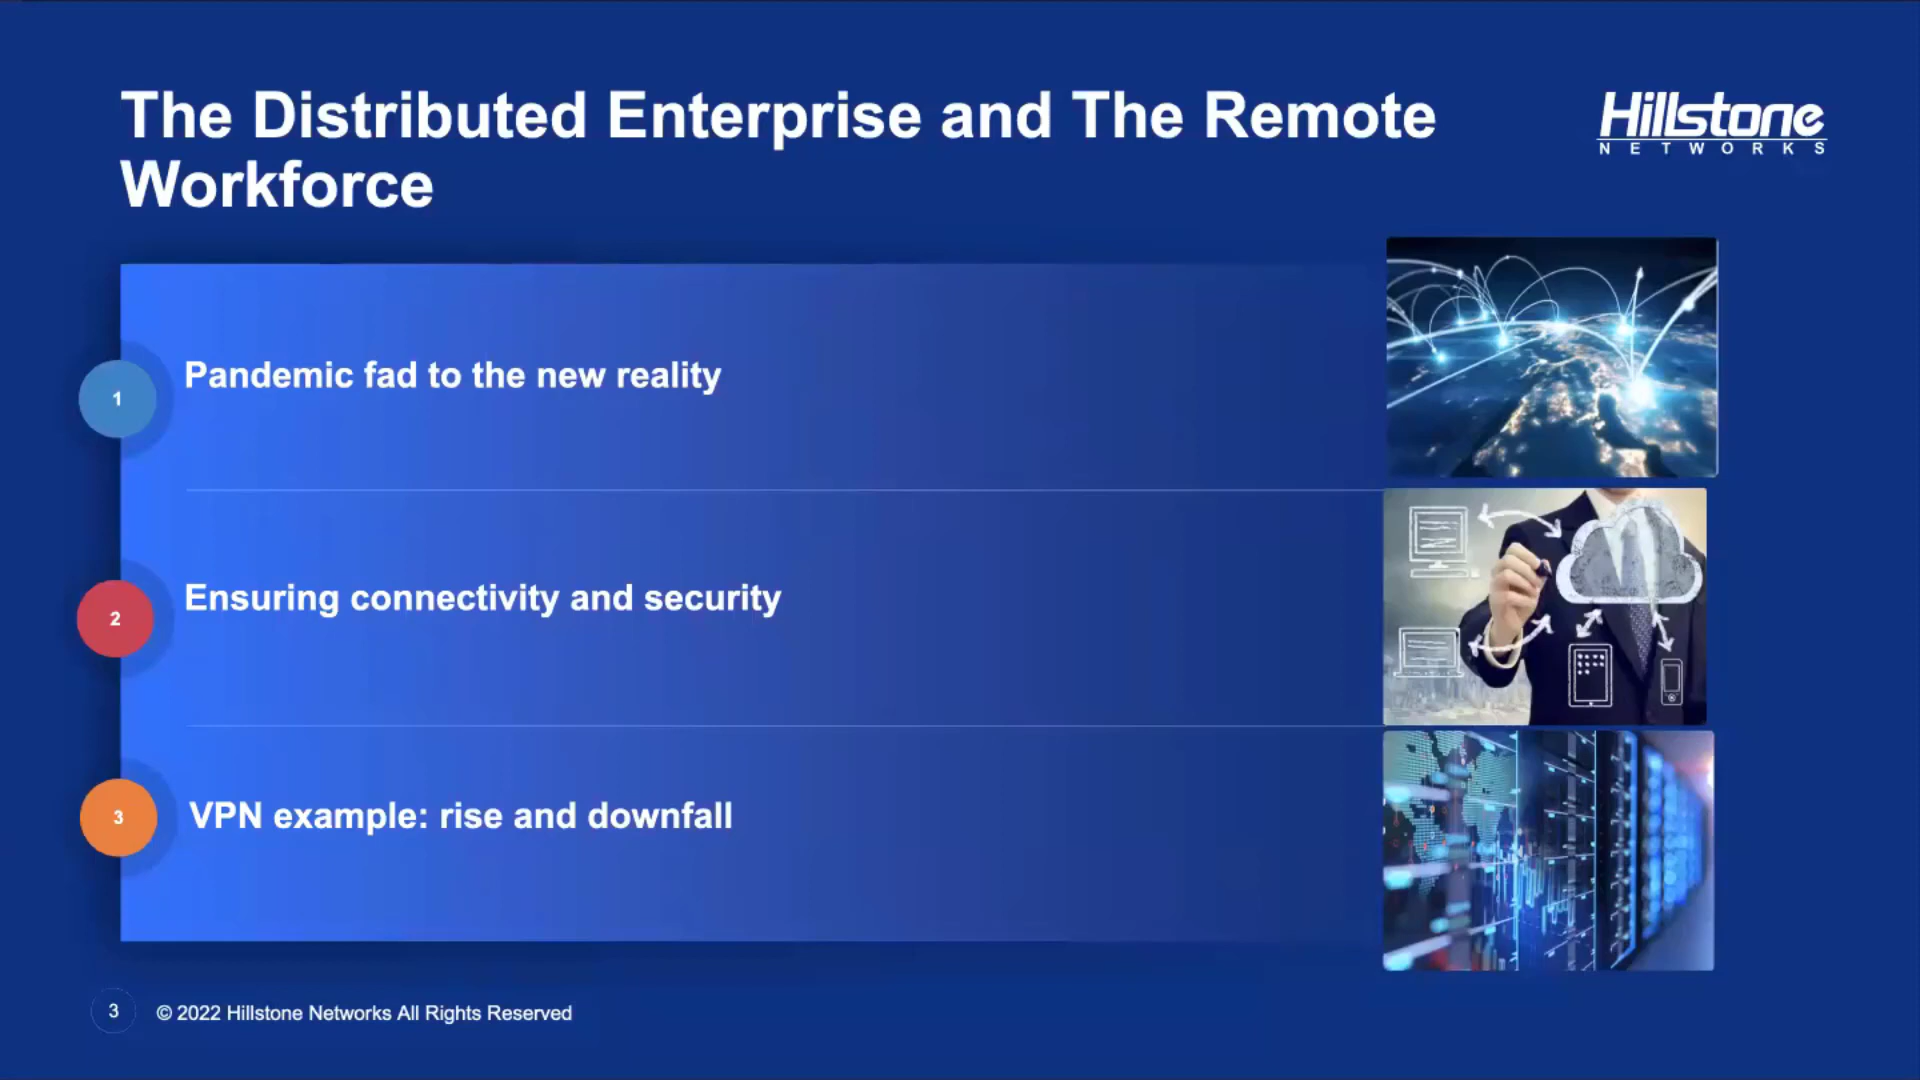 The Distributed Enterprise and The Remote
Workforce
Hillstone
NETWORKS
1
Pandemic fad to the new reality
2
Ensuring connectivity and security
3
VPN example: rise and downfall
3
© 2022 Hillstone Networks All Rights Reserved